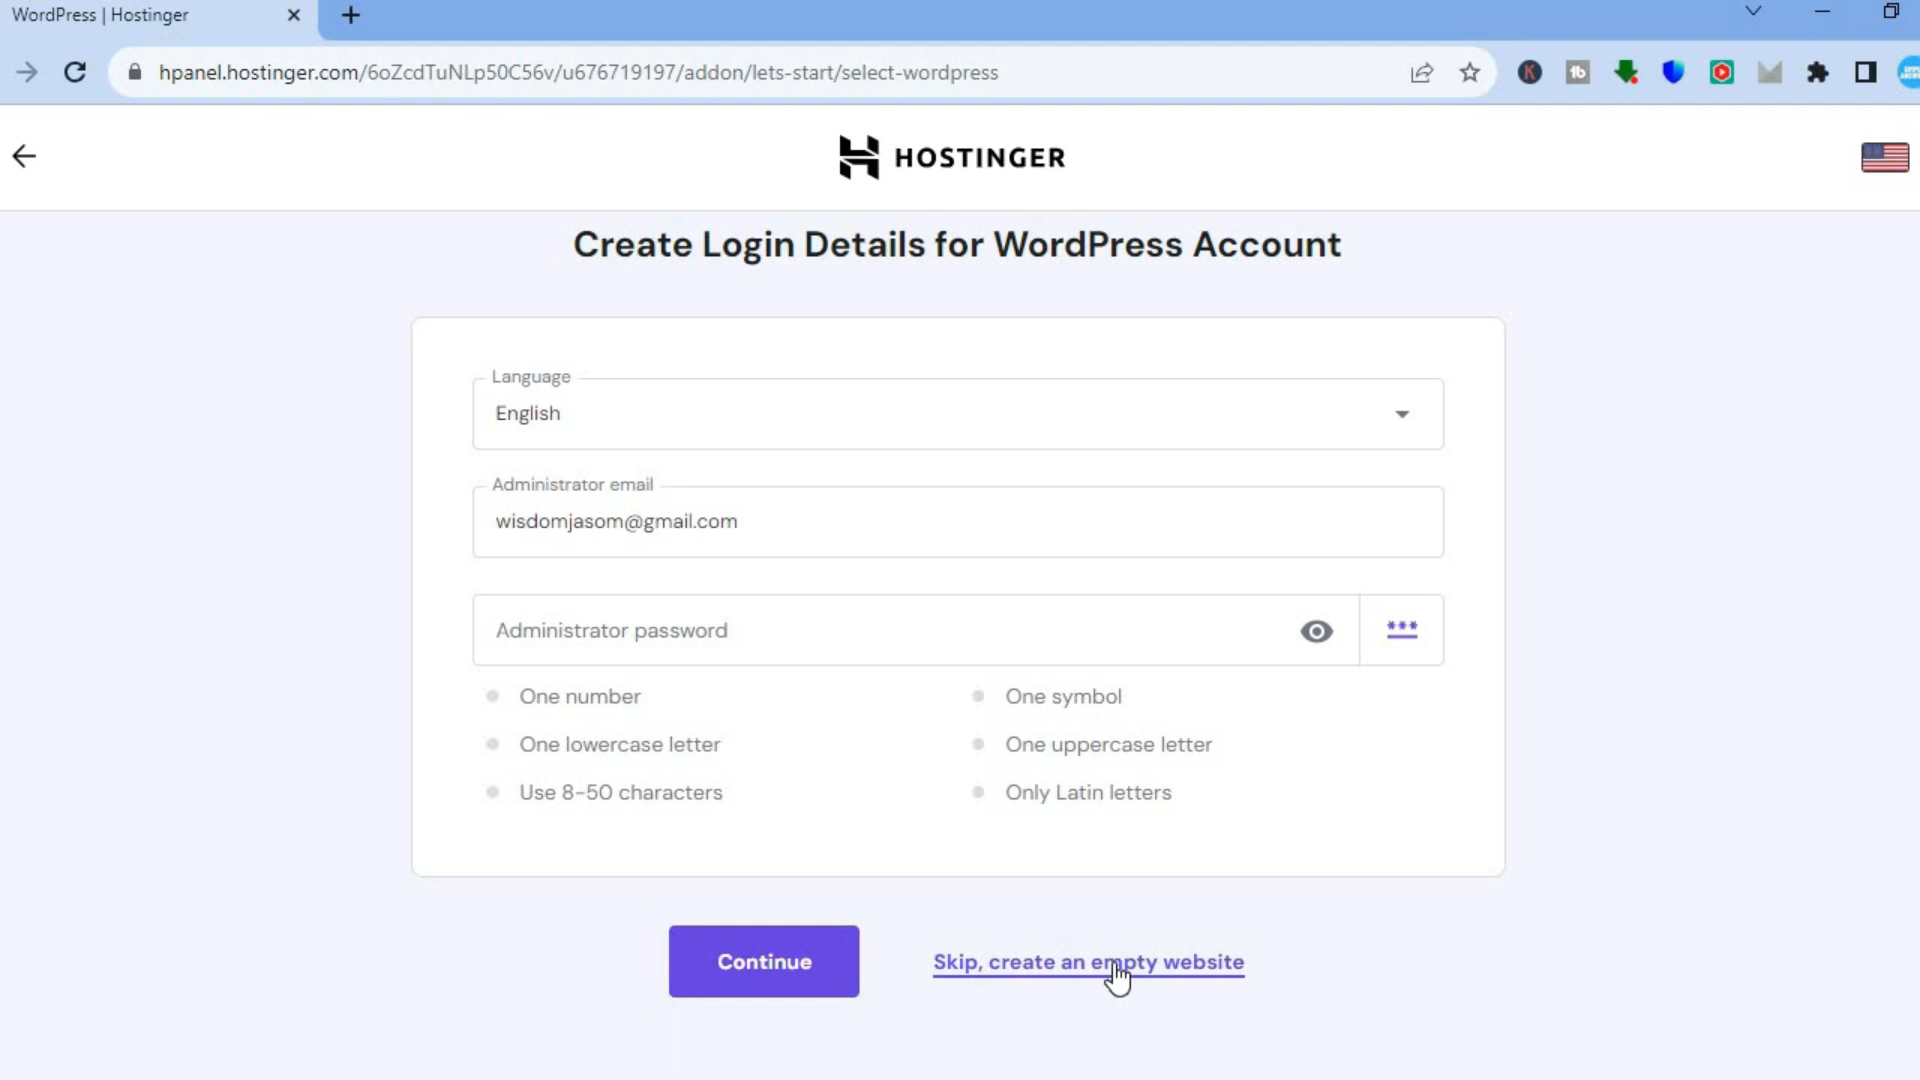 WordPress | Hostinger
hpanel.hostinger.com/6oZcdTuNLp50C56v/u676719197/addon/lets-start/select-wordpress
HOSTINGER
Create Login Details for WordPress Account
Language
English
Administrator email
wisdomjasom@gmail.com
Administrator password
***
One number
One symbol
One lowercase letter
One uppercase letter
Use 8-50 characters
Only Latin letters
Continue
Skip, create an empty website